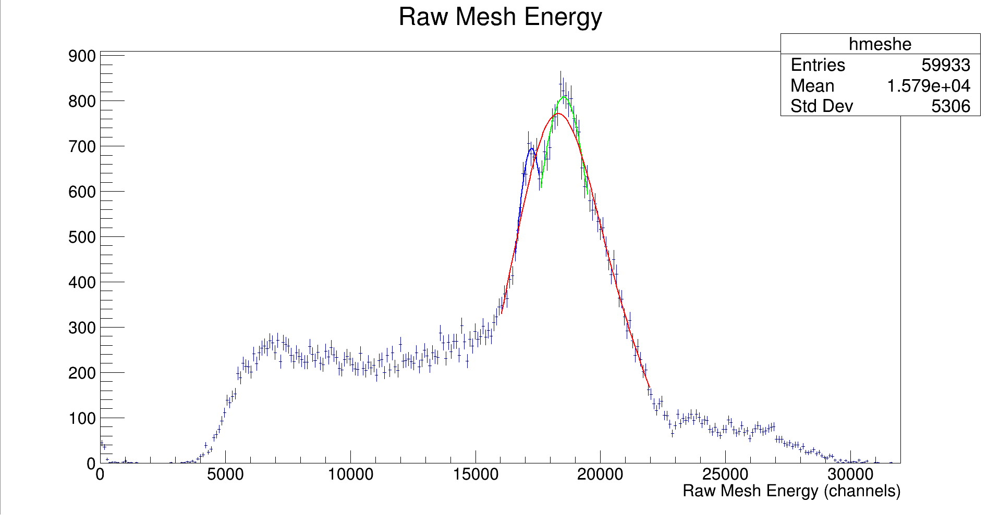 Raw Mesh Energy
hmeshe
Entries 59933
Mean 1.579e+04
Std Dev 5306
900
800
700
600
500
400
300
200
100
0
0 5000 10000 15000 20000 25000 30000
Raw Mesh Energy (channels)